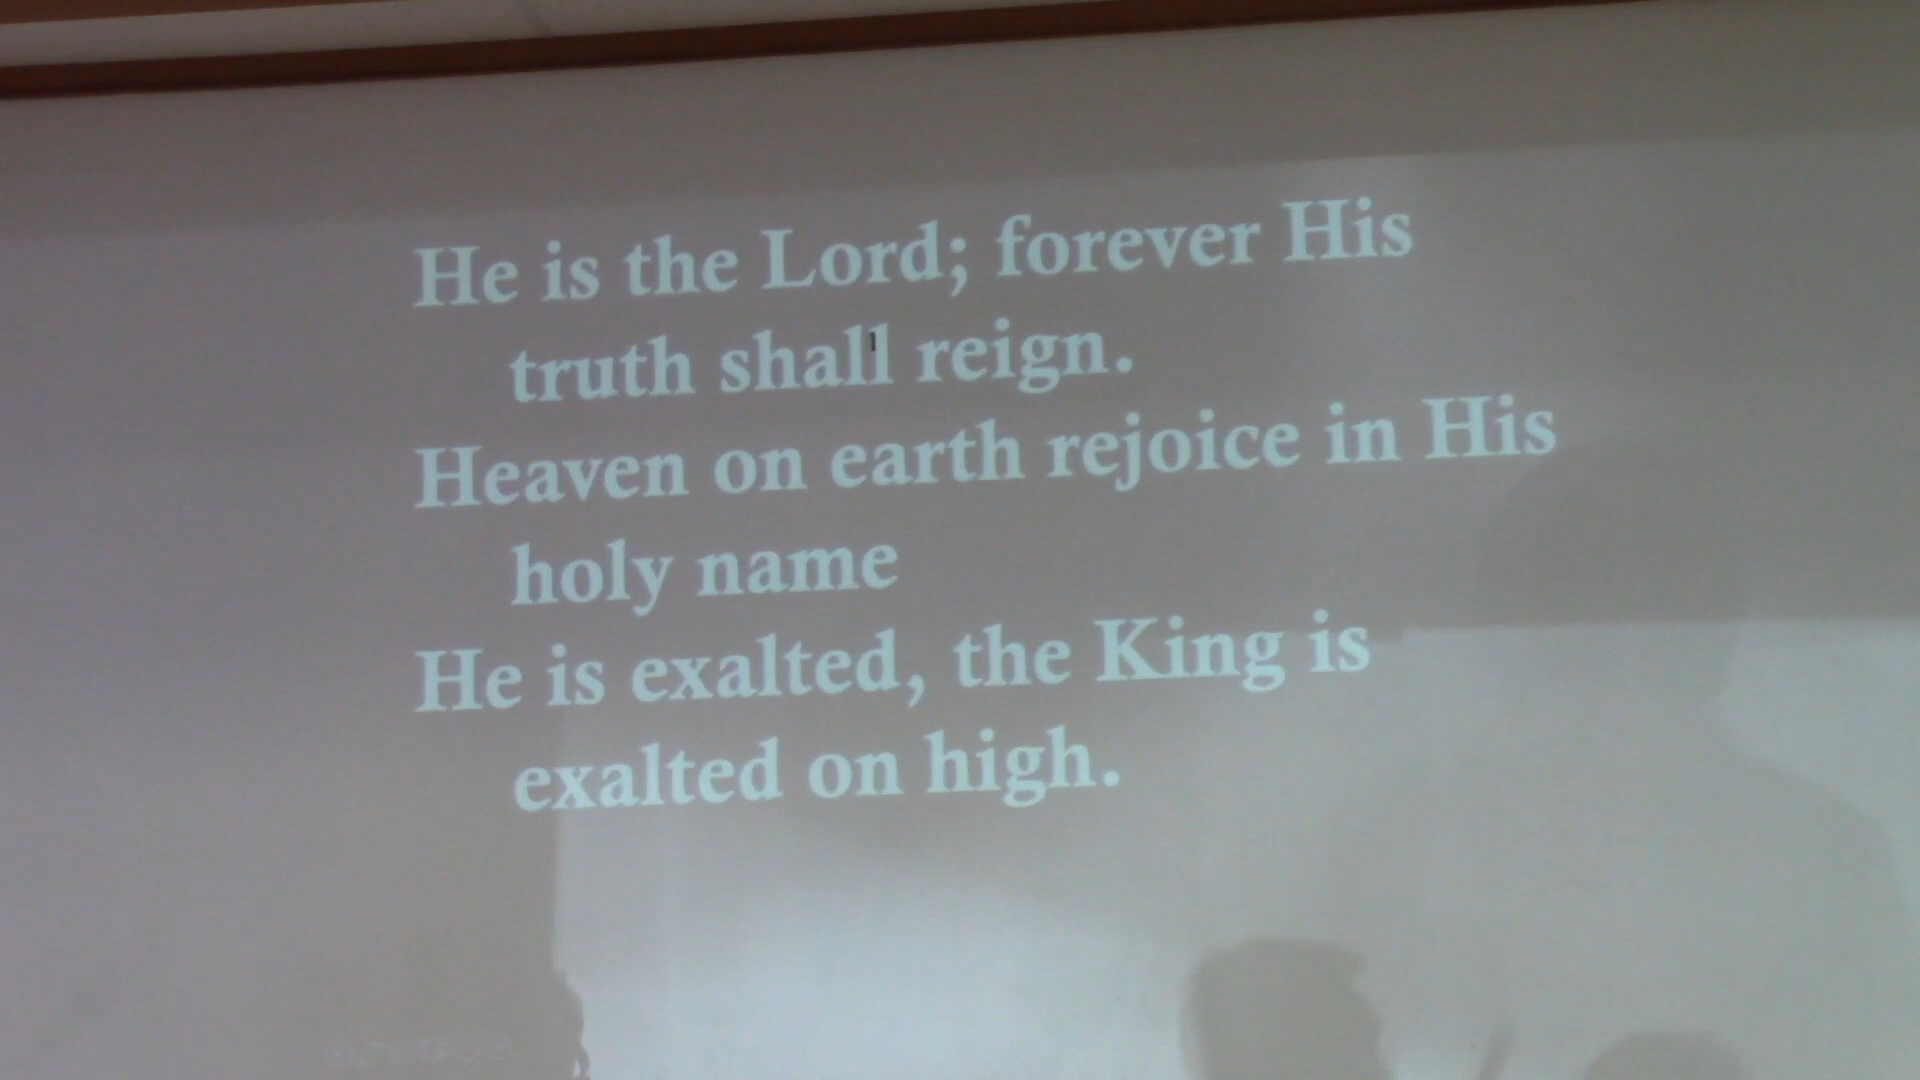 He is the Lord; forever His
truth shall reign.
Heaven on earth rejoice in His
holy name
He is exalted, the King is
exalted on high.